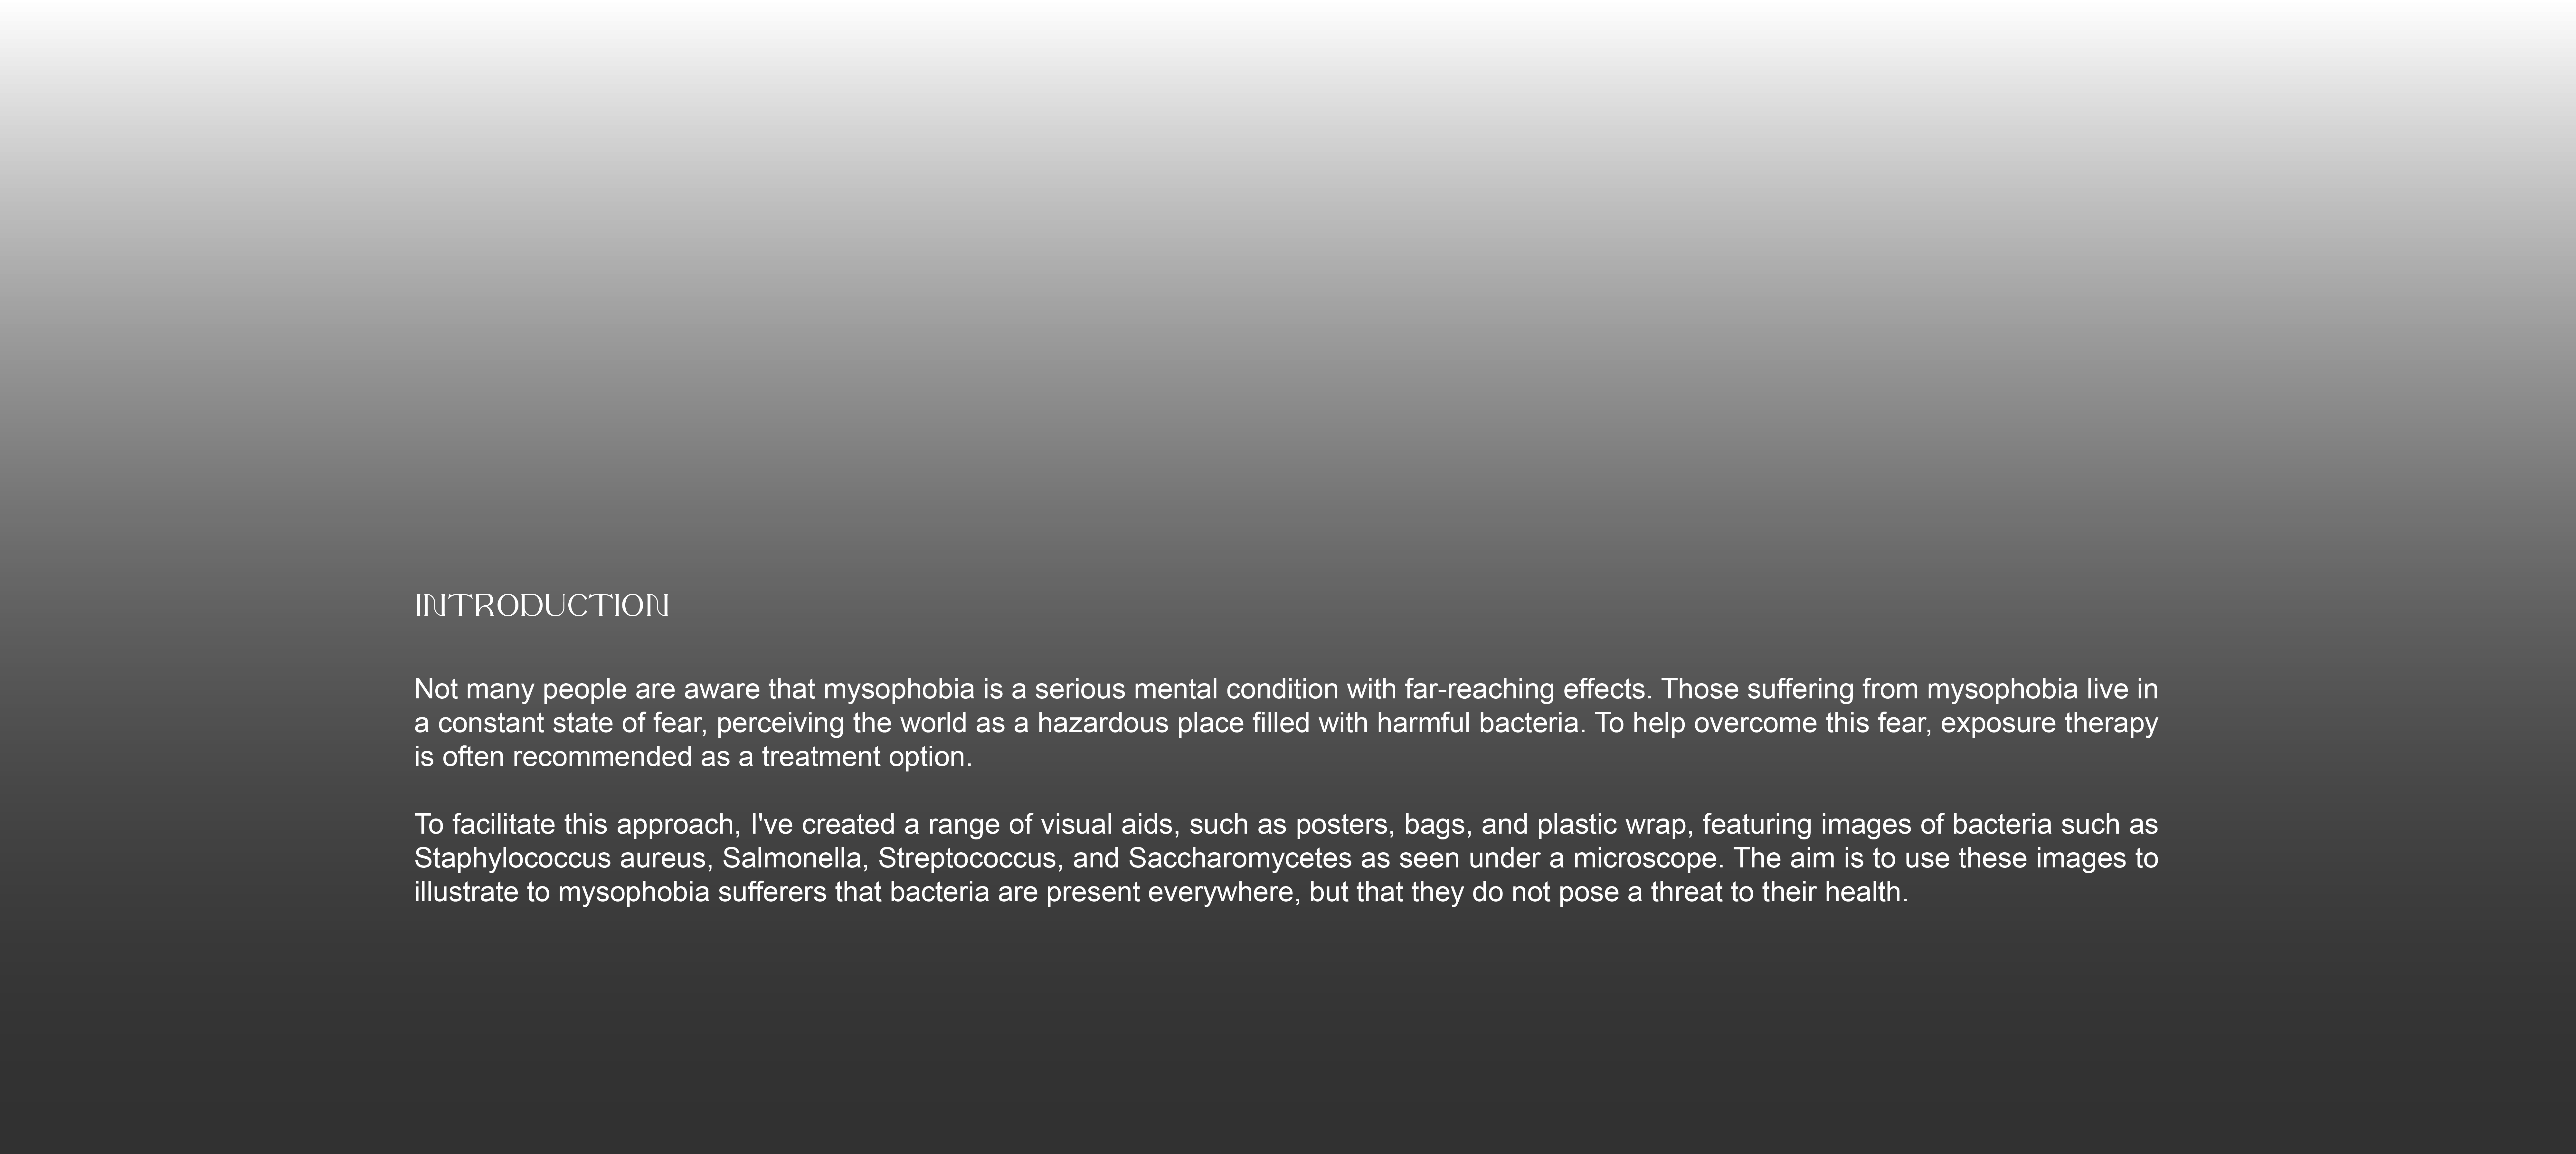 INTRODUCTION
Not many people are aware that mysophobia is a serious mental condition with far-reaching effects. Those suffering from mysophobia live in
a constant state of fear, perceiving the world as a hazardous place filled with harmful bacteria. To help overcome this fear, exposure therapy
is often recommended as a treatment option.
To facilitate this approach, I've created a range of visual aids, such as posters, bags, and plastic wrap, featuring images of bacteria such as
Staphylococcus aureus, Salmonella, Streptococcus, and Saccharomycetes as seen under a microscope. The aim is to use these images to
illustrate to mysophobia sufferers that bacteria are present everywhere, but that they do not pose a threat to their health.